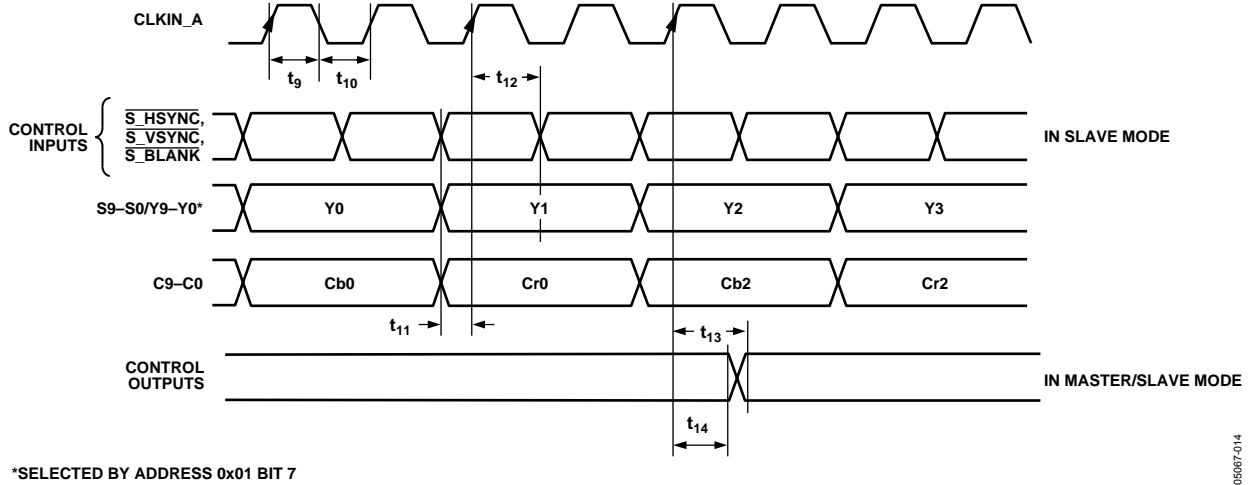 CLKIN_A
t9
t10
t12
CONTROL
INPUTS
S_HSYNC,
S_VSYNC,
S_BLANK
IN SLAVE MODE
S9–S0/Y9–Y0*
Y0
Y1
Y2
Y3
C9–C0
Cb0
Cr0
Cb2
Cr2
t11
t13
CONTROL
OUTPUTS
IN MASTER/SLAVE MODE
t14
*SELECTED BY ADDRESS 0x01 BIT 7
05067-014